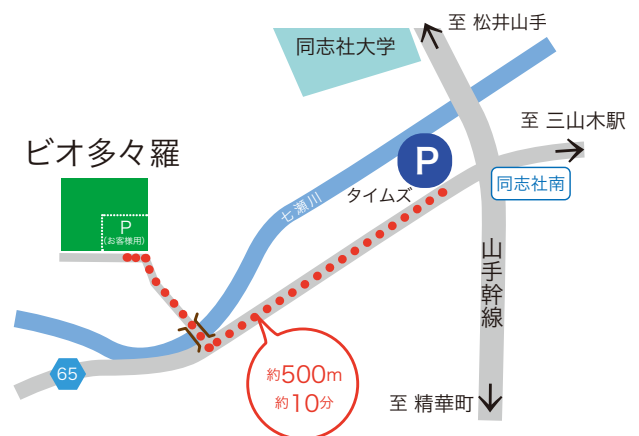 至 松井山手
同志社大学
至 三山木駅
ビオ多々羅
P
タイムズ
同志社南
七瀬川
P
(お客様用)
山手幹線
約500m
約10分
65
至 精華町